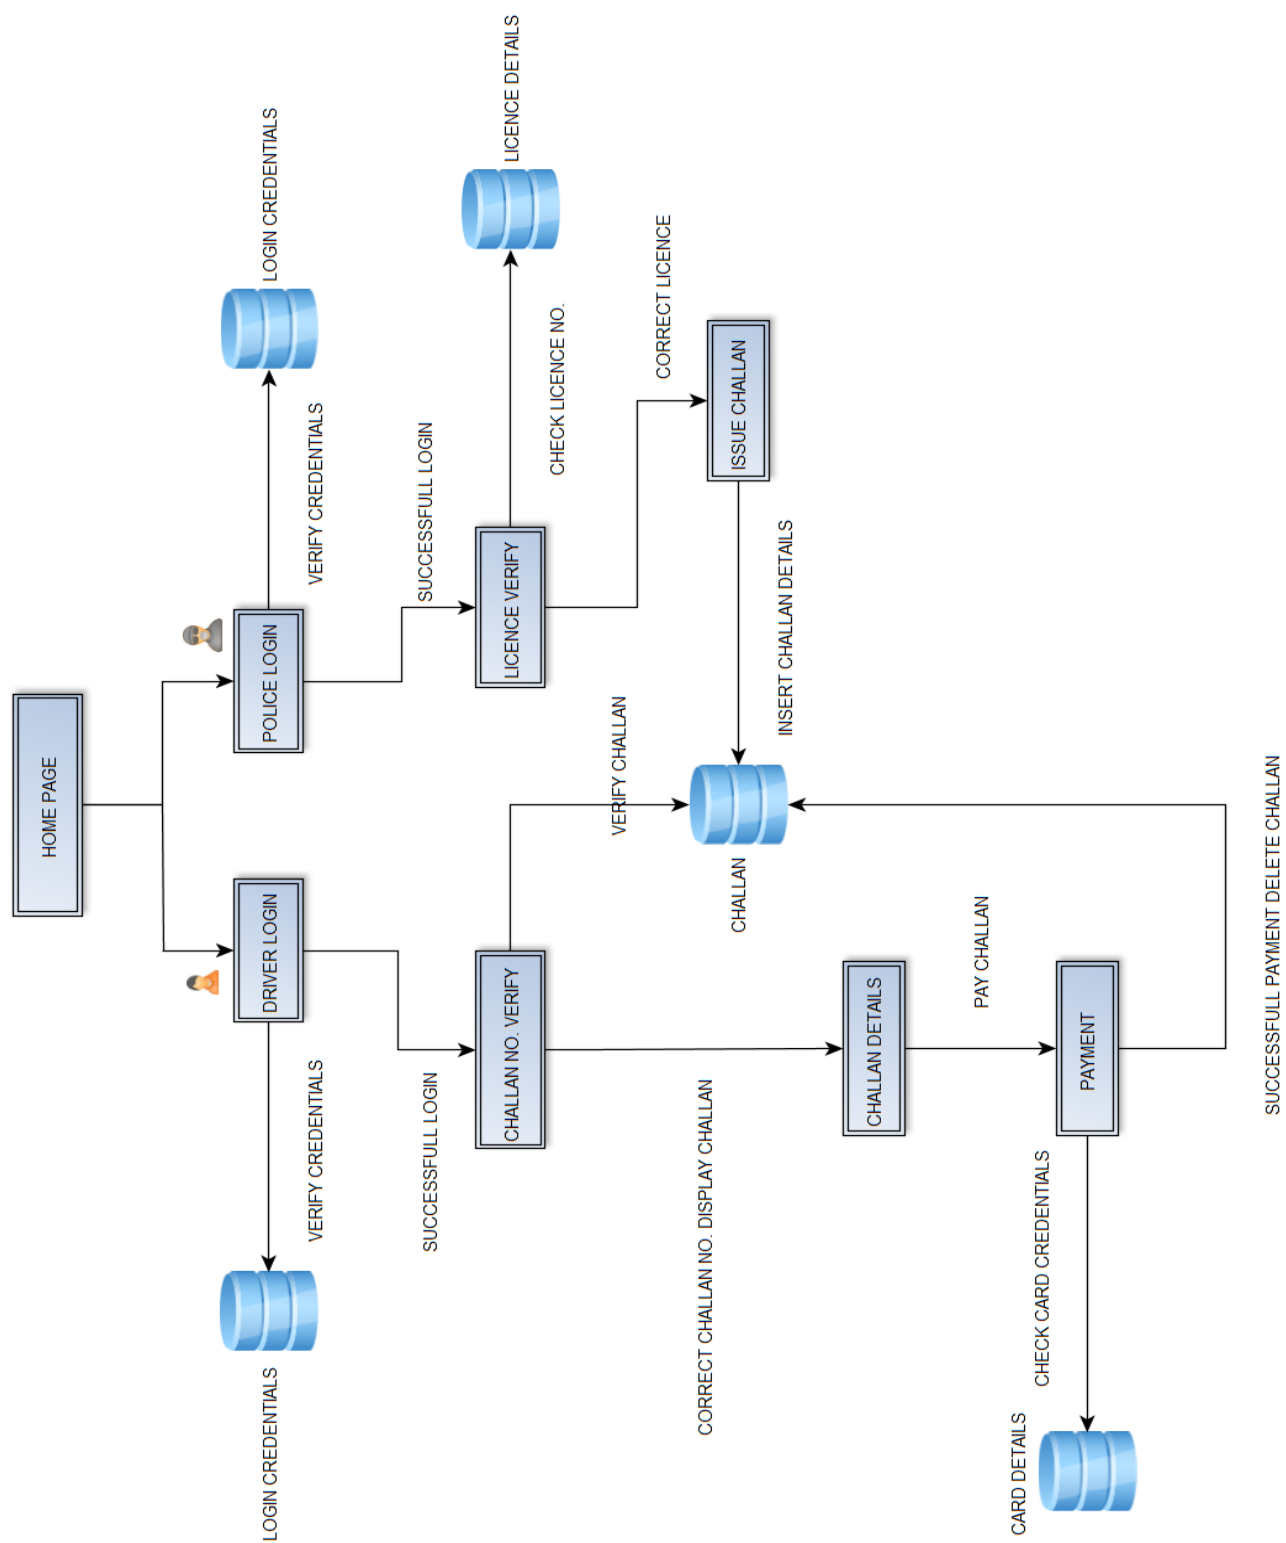 HOME PAGE
DRIVER LOGIN
POLICE LOGIN
LOGIN CREDENTIALS
VERIFY CREDENTIALS
VERIFY CREDENTIALS
LOGIN CREDENTIALS
SUCCESSFULL LOGIN
SUCCESSFULL LOGIN
CHALLAN NO. VERIFY
LICENCE VERIFY
LICENCE DETAILS
CHECK LICENCE NO.
VERIFY CHALLAN
CORRECT LICENCE
CORRECT CHALLAN NO. DISPLAY CHALLAN
CHALLAN
ISSUE CHALLAN
INSERT CHALLAN DETAILS
CHALLAN DETAILS
PAY CHALLAN
CARD DETAILS
CHECK CARD CREDENTIALS
PAYMENT
SUCCESSFULL PAYMENT DELETE CHALLAN